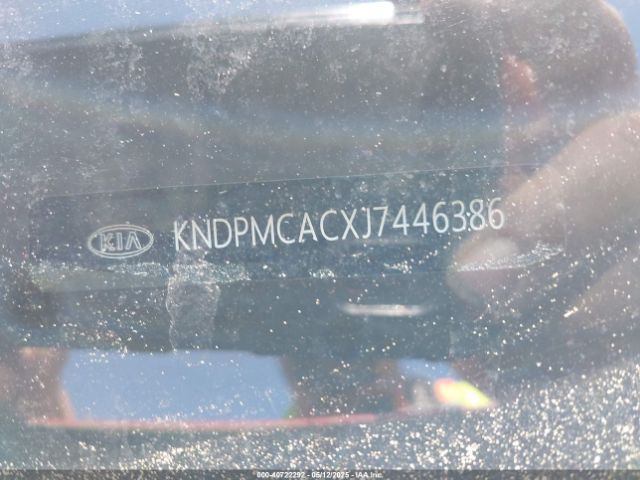 KIA KNDPMCACXJ7446386
000-40722292 - 05/12/2025 - IAA, Inc.